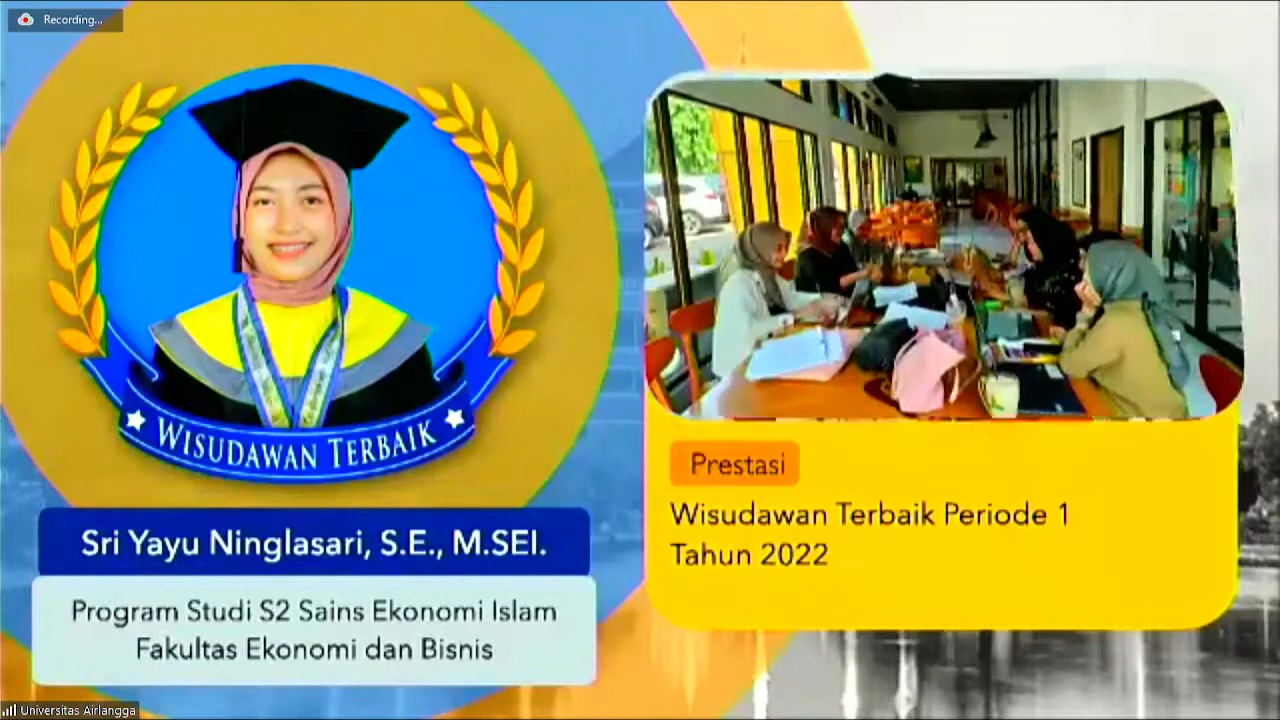 Recording...
WISUDAWAN TERBAIK
Sri Yayu Ninglasari, S.E., M.SEI.
Program Studi S2 Sains Ekonomi Islam
Fakultas Ekonomi dan Bisnis
Prestasi
Wisudawan Terbaik Periode 1
Tahun 2022
Universitas Airlangga